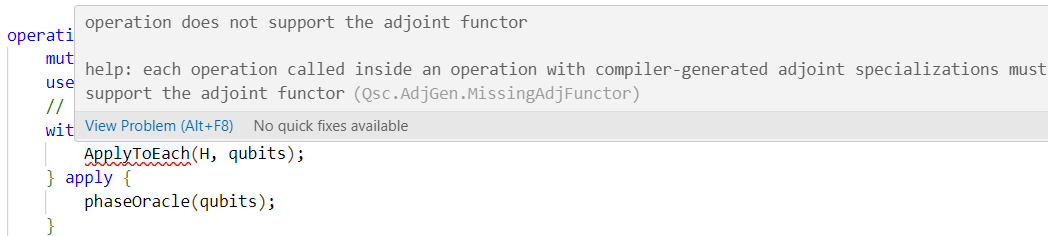 operation does not support the adjoint functor
operati
mut
help: each operation called inside an operation with compiler-generated adjoint specializations must
use
support the adjoint functor (Qsc.AdjGen.MissingAdjFunctor)
//
View Problem (Alt+F8) No quick fixes available
wit
ApplyToEach(H, qubits);
} apply {
phaseOracle(qubits);
}